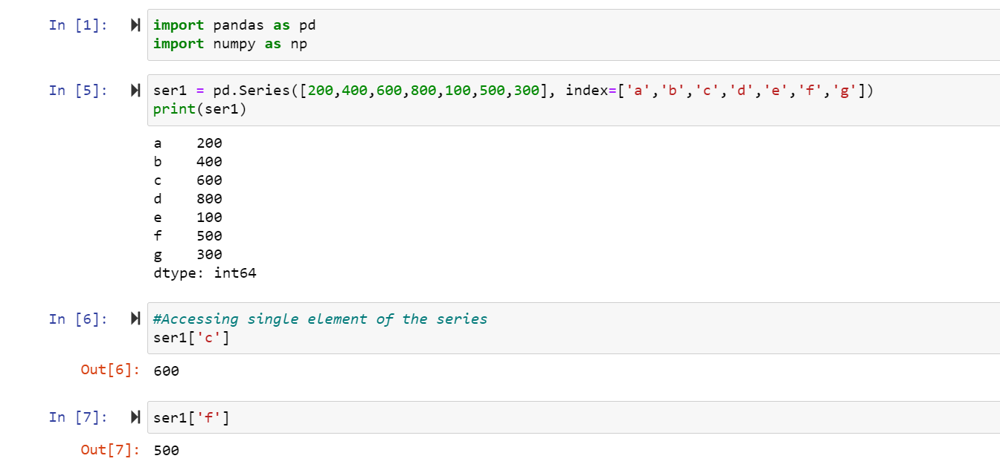 In [1]: import pandas as pd
import numpy as np
In [5]: ser1 = pd.Series([200,400,600,800,100,500,300], index=['a','b','c','d','e','f','g'])
print(ser1)
a    200
b    400
c    600
d    800
e    100
f    500
g    300
dtype: int64
In [6]: #Accessing single element of the series
ser1['c']
Out[6]: 600
In [7]: ser1['f']
Out[7]: 500